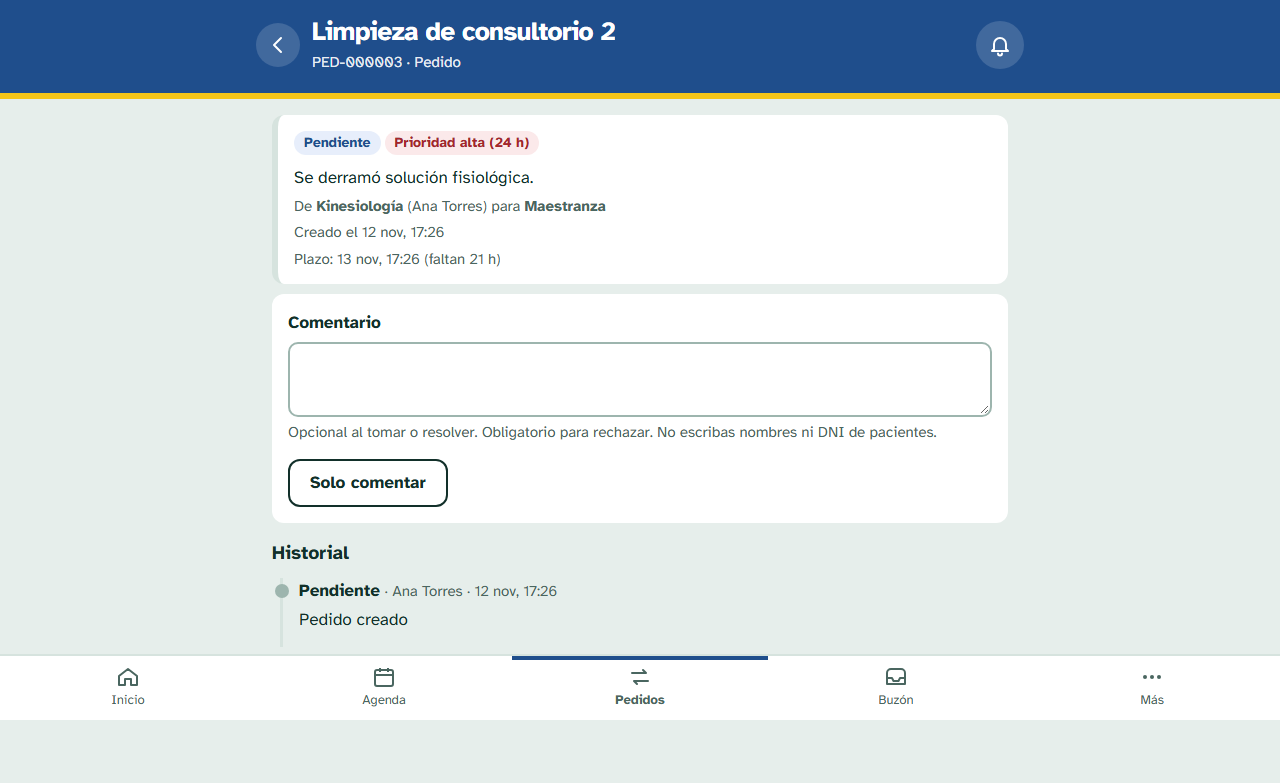 Limpieza de consultorio 2
PED-000003 · Pedido
Pendiente Prioridad alta (24 h)
Se derramó solución fisiológica.
De Kinesiología (Ana Torres) para Maestranza
Creado el 12 nov, 17:26
Plazo: 13 nov, 17:26 (faltan 21 h)
Comentario
Opcional al tomar o resolver. Obligatorio para rechazar. No escribas nombres ni DNI de pacientes.
Solo comentar
Historial
Pendiente · Ana Torres · 12 nov, 17:26
Pedido creado
Inicio Agenda Pedidos Buzón Más